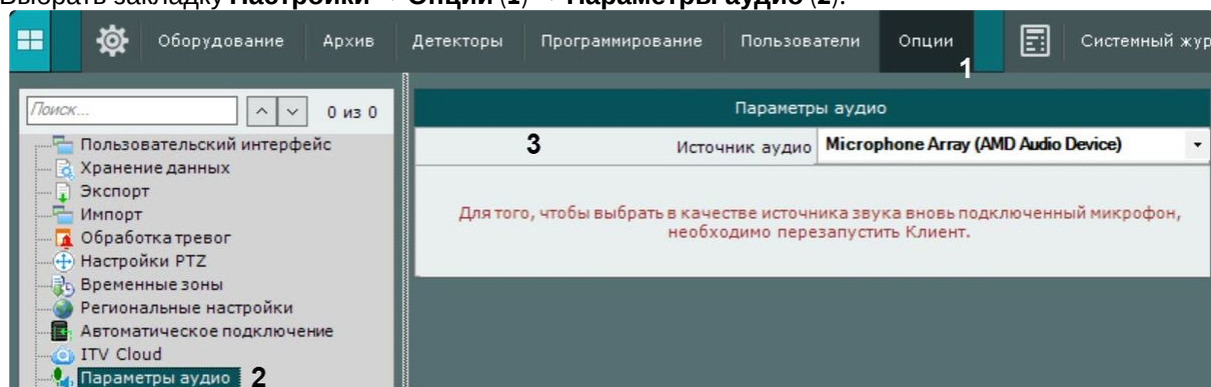 Выбрать закладку Настройки → Опции (1) → Параметры аудио (2).
Оборудование Архив Детекторы Программирование Пользователи Опции Системный жур
1
Поиск... 0 из 0
Параметры аудио
Пользовательский интерфейс
3 Источник аудио Microphone Array (AMD Audio Device)
Хранение данных
Экспорт
Импорт
Для того, чтобы выбрать в качестве источника звука вновь подключенный микрофон,
необходимо перезапустить Клиент.
Обработка тревог
Настройки PTZ
Временные зоны
Региональные настройки
Автоматическое подключение
ITV Cloud
Параметры аудио 2